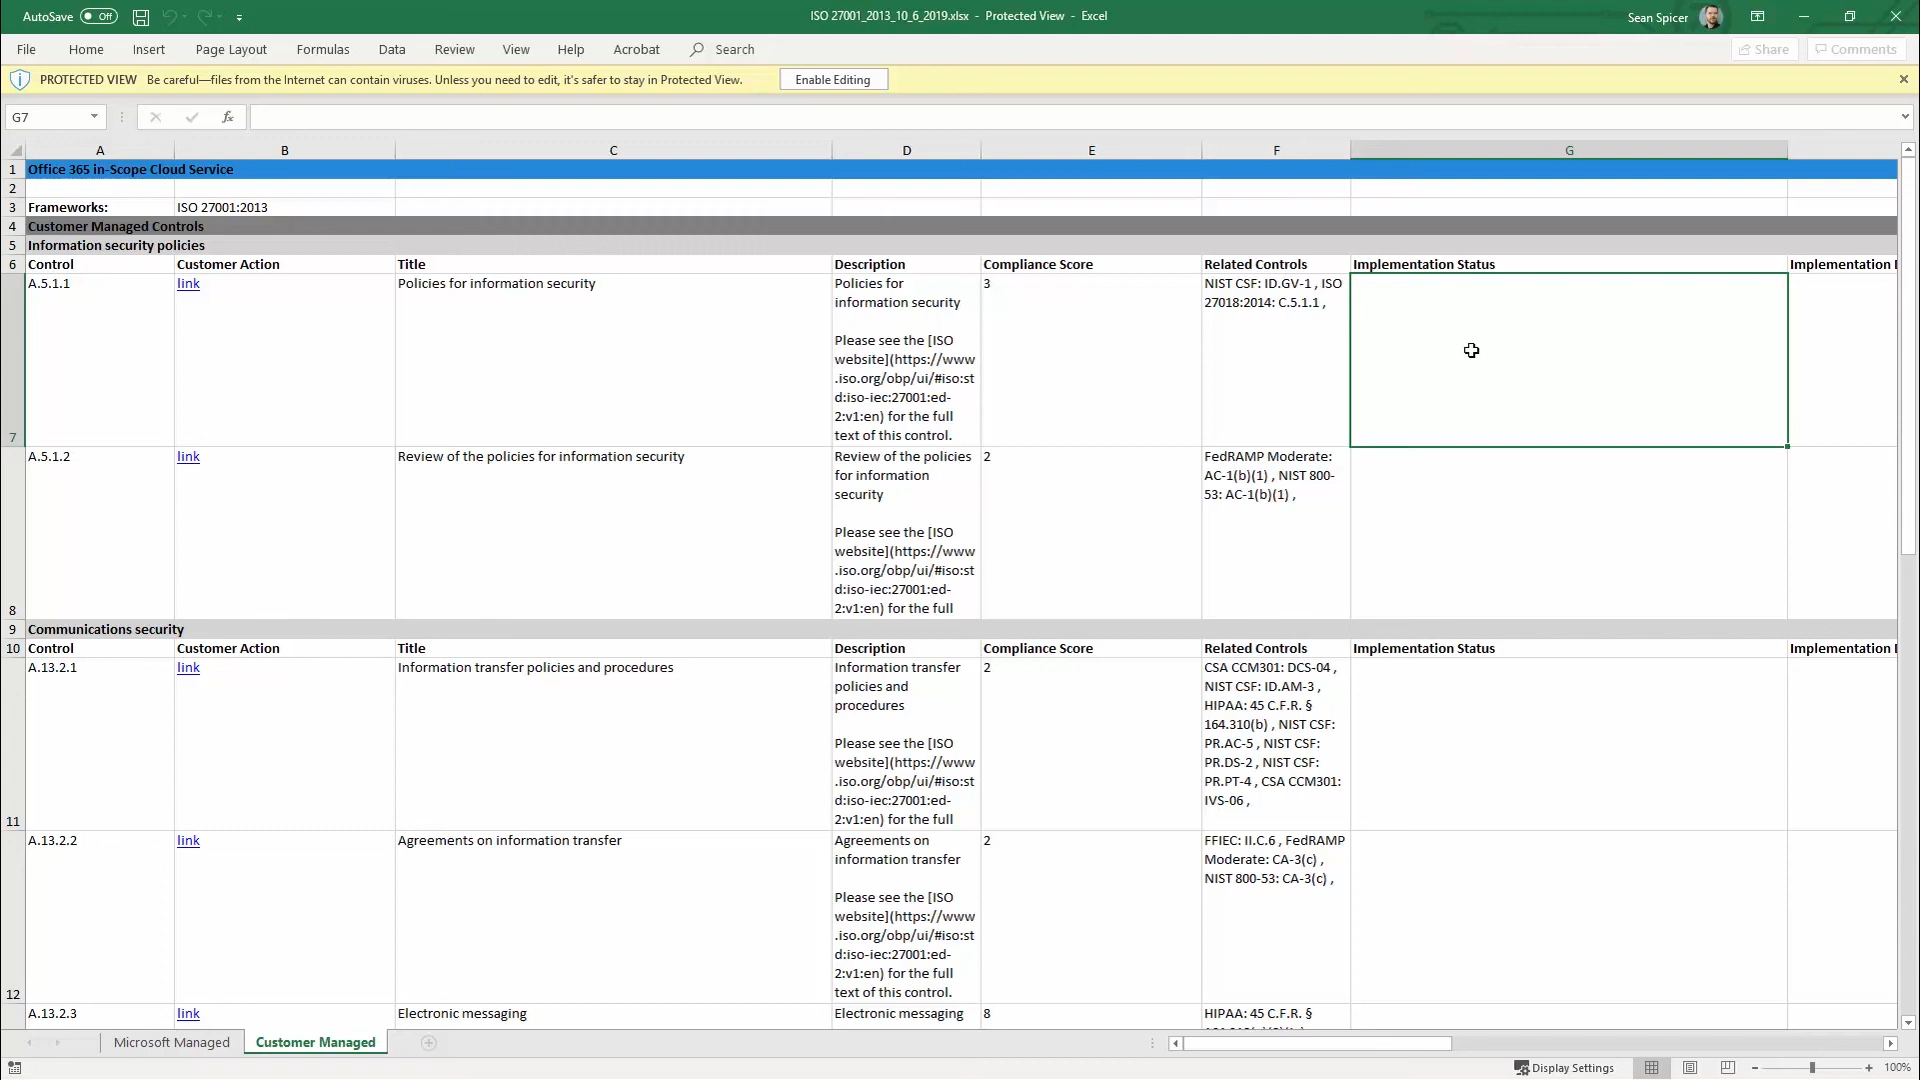 AutoSave Off
ISO 27001_2013_10_6_2019.xlsx - Protected View - Excel
Sean Spicer
File Home Insert Page Layout Formulas Data Review View Help Acrobat Search
Share Comments
PROTECTED VIEW Be careful—files from the Internet can contain viruses. Unless you need to edit, it's safer to stay in Protected View. Enable Editing
G7 fx
A B C D E F G
1 Office 365 in-Scope Cloud Service
2
3 Frameworks: ISO 27001:2013
4 Customer Managed Controls
5 Information security policies
6 Control Customer Action Title Description Compliance Score Related Controls Implementation Status Implementation
A.5.1.1 link Policies for information security
Policies for
information security
Please see the [ISO
website](https://www
.iso.org/obp/ui/#iso:st
d:iso-iec:27001:ed-
2:v1:en) for the full
text of this control.
3
NIST CSF: ID.GV-1 , ISO
27018:2014: C.5.1.1 ,
7
A.5.1.2 link Review of the policies for information security
Review of the policies
for information
security
Please see the [ISO
website](https://www
.iso.org/obp/ui/#iso:st
d:iso-iec:27001:ed-
2:v1:en) for the full
2
FedRAMP Moderate:
AC-1(b)(1) , NIST 800-
53: AC-1(b)(1) ,
8
9 Communications security
10 Control Customer Action Title Description Compliance Score Related Controls Implementation Status Implementation
A.13.2.1 link Information transfer policies and procedures
Information transfer
policies and
procedures
Please see the [ISO
website](https://www
.iso.org/obp/ui/#iso:st
d:iso-iec:27001:ed-
2:v1:en) for the full
2
CSA CCM301: DCS-04 ,
NIST CSF: ID.AM-3 ,
HIPAA: 45 C.F.R. §
164.310(b) , NIST CSF:
PR.AC-5 , NIST CSF:
PR.DS-2 , NIST CSF:
PR.PT-4 , CSA CCM301:
IVS-06 ,
11
A.13.2.2 link Agreements on information transfer
Agreements on
information transfer
Please see the [ISO
website](https://www
.iso.org/obp/ui/#iso:st
d:iso-iec:27001:ed-
2:v1:en) for the full
text of this control.
2
FFIEC: II.C.6 , FedRAMP
Moderate: CA-3(c) ,
NIST 800-53: CA-3(c) ,
12
A.13.2.3 link Electronic messaging Electronic messaging 8 HIPAA: 45 C.F.R. §
Microsoft Managed Customer Managed
Display Settings 100%